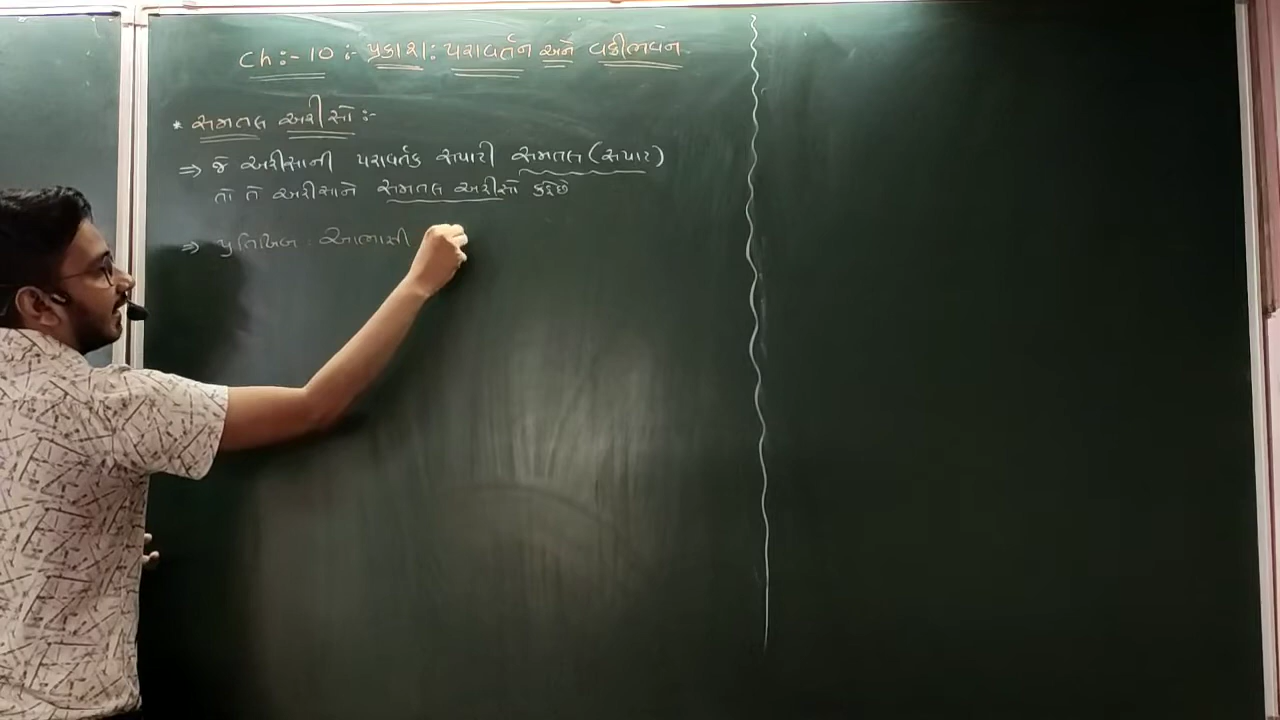 Ch:- 10 :- પ્રકાશ: પરાવર્તન અને વક્રીભવન
* સમતલ અરીસો :-
⇒ જે અરીસાની પરાવર્તક સપાટી સમતલ (સપાટ)
તો તે અરીસાને સમતલ અરીસો કહે છે
⇒ પ્રતિબિંબ : આભાસી